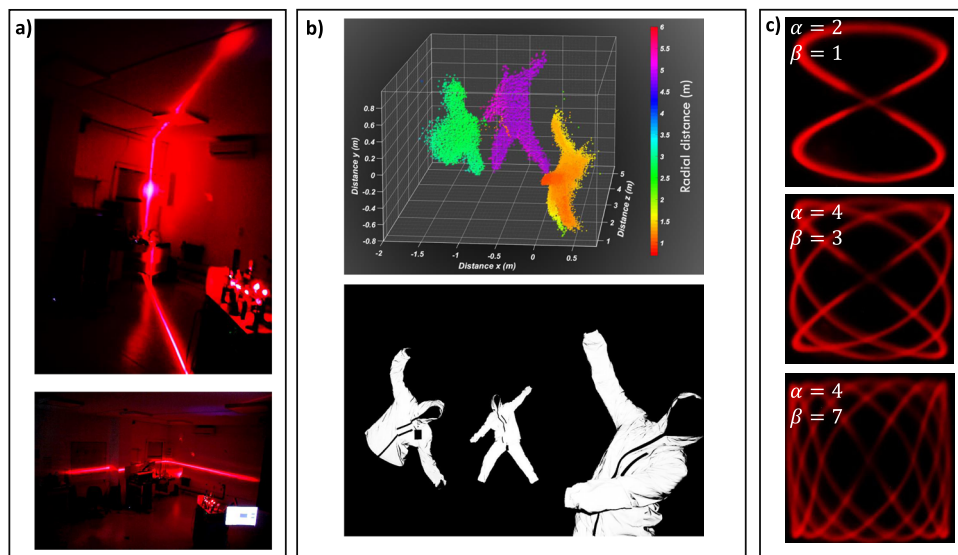 a)
b)
0.8
0.6
0.4
0.2
0
-0.2
-0.4
-0.6
-0.8
Distance y (m)
-2
-1.5
-1
-0.5
0
0.5
Distance x (m)
1
2
3
4
5
Distance z (m)
6
5.5
5
4.5
4
3.5
3
2.5
2
1.5
1
Radial distance (m)
c)
α = 2
β = 1
α = 4
β = 3
α = 4
β = 7